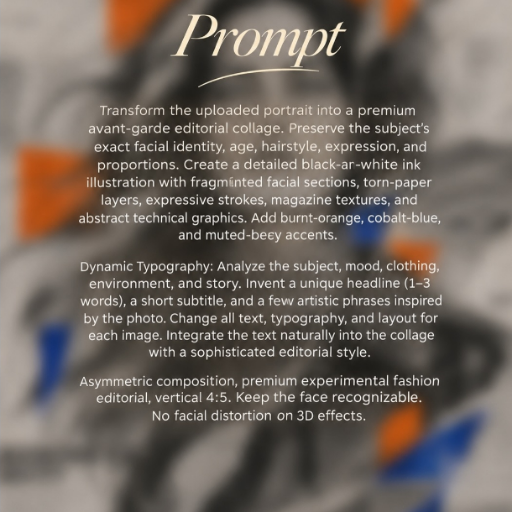 Prompt
Transform the uploaded portrait into a premium
avant-garde editorial collage. Preserve the subject's
exact facial identity, age, hairstyle, expression, and
proportions. Create a detailed black-ar-white ink
illustration with fragminted facial sections, torn-paper
layers, expressive strokes, magazine textures, and
abstract technical graphics. Add burnt-orange, cobalt-blue,
and muted-beey accents.
Dynamic Typography: Analyze the subject, mood, clothing,
environment, and story. Invent a unique headline (1–3
words), a short subtitle, and a few artistic phrases inspired
by the photo. Change all text, typography, and layout for
each image. Integrate the text naturally into the collage
with a sophisticated editorial style.
Asymmetric composition, premium experimental fashion
editorial, vertical 4:5. Keep the face recognizable.
No facial distortion on 3D effects.